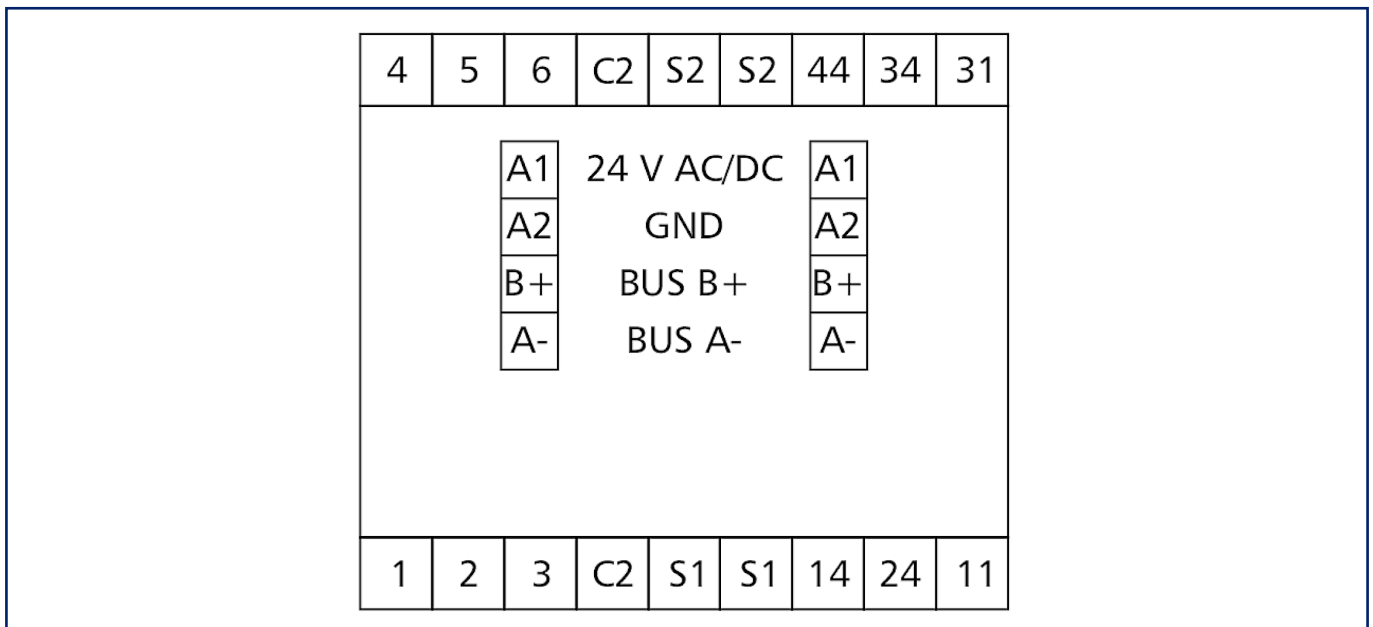 4 5 6 C2 S2 S2 44 34 31
A1 24 V AC/DC A1
A2 GND A2
B+ BUS B+ B+
A- BUS A- A-
1 2 3 C2 S1 S1 14 24 11